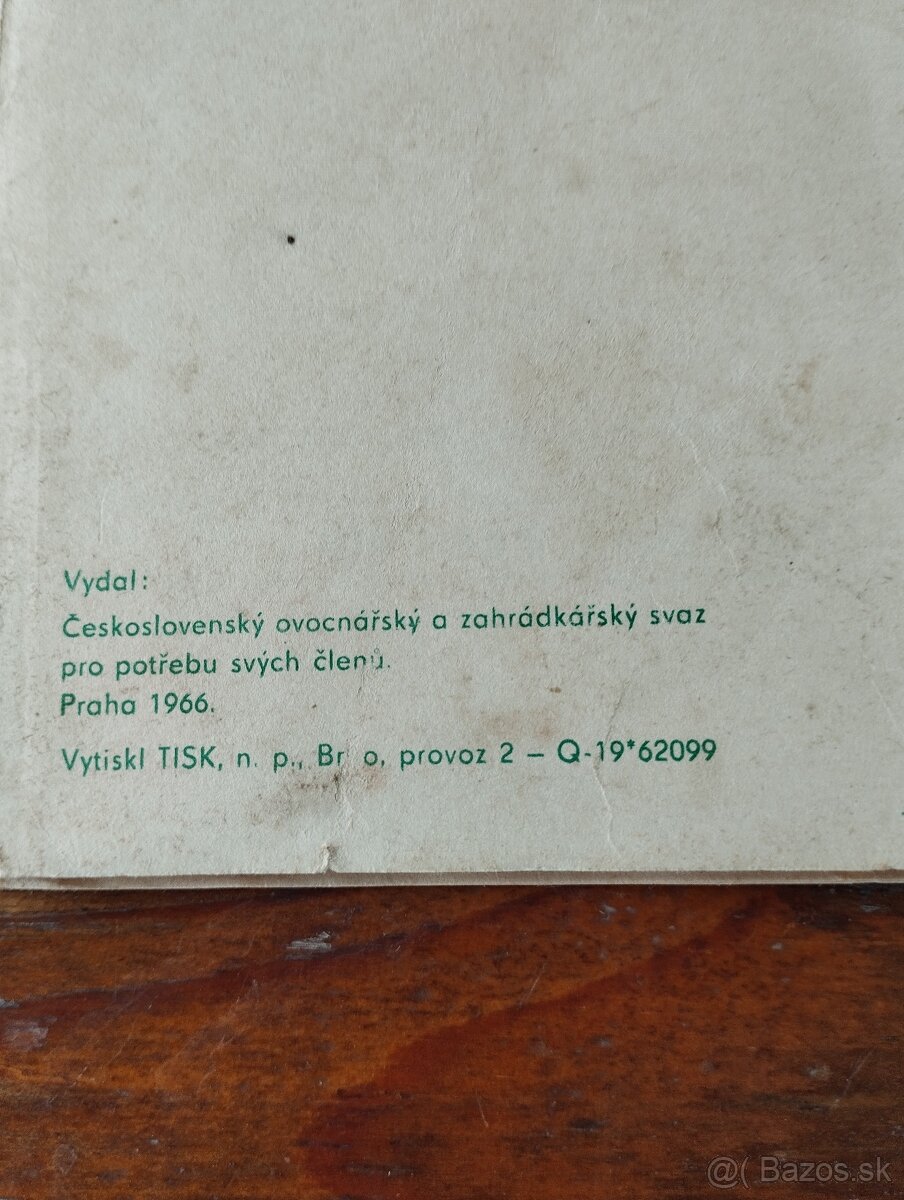 Vydal:
Československý ovocnářský a zahrádkářský svaz
pro potřebu svých členů.
Praha 1966.
Vytiskl TISK, n. p., Br o, provoz 2 – Q-19*62099
@( Bazos.sk